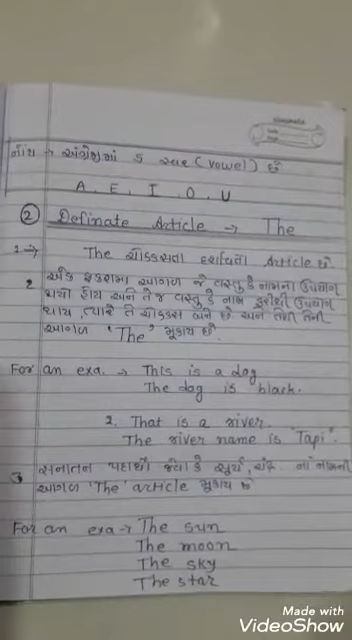 નોંધ → અંગ્રેજીમાં 5 સ્વર (vowel) છે
A, E, I, O, U
② Definate Article → The
1 → The ચોક્કસતા દર્શાવતો Article છે
2 એક ફકરામાં આગળ જે વસ્તુ કે નામનો ઉપયોગ
થયો હોય અને તે જ વસ્તુ કે નામ ફરીથી ઉપયોગ
થાય, ત્યારે તે ચોક્કસ બને છે અને તેથી તેની
આગળ "The" મૂકાય છે.
For an exa. → This is a dog
The dog is black.
2. That is a river.
The river name is "Tapi".
3 સનાતન પદાર્થો જેવા કે સૂર્ય, ચંદ્ર ના નામની
આગળ 'The' article મૂકાય છે
For an exa → The sun
The moon
The sky
The star
Made with
VideoShow